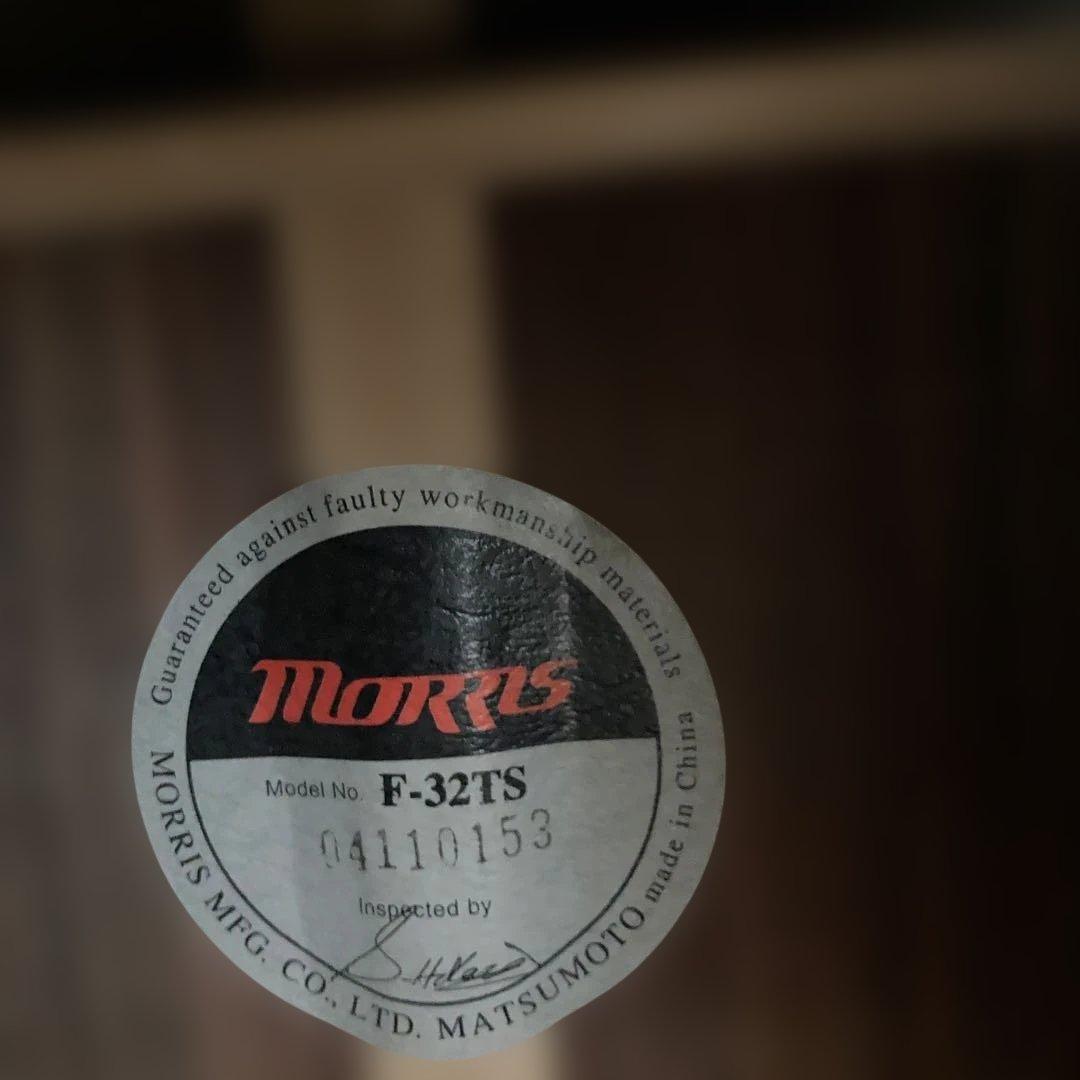 Guaranteed against faulty workmanship materials
MORRIS
Model No. F-32TS
04110153
Inspected by
MORRIS MFG. CO., LTD. MATSUMOTO made in China